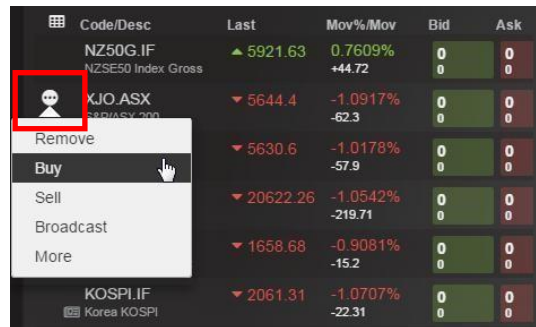 Code/Desc Last Mov%/Mov Bid Ask
NZ50G.IF 5921.63 0.7609% 0 0
NZSE50 Index Gross +44.72 0 0
XJO.ASX 5644.4 -1.0917% 0 0
S&P/ASX 200 -62.3 0 0
Remove
5630.6 -1.0178% 0 0
Buy -57.9 0 0
Sell 20622.26 -1.0542% 0 0
-219.71 0 0
Broadcast
More 1658.68 -0.9081% 0 0
-15.2 0 0
KOSPI.IF 2061.31 -1.0707% 0 0
Korea KOSPI -22.31 0 0